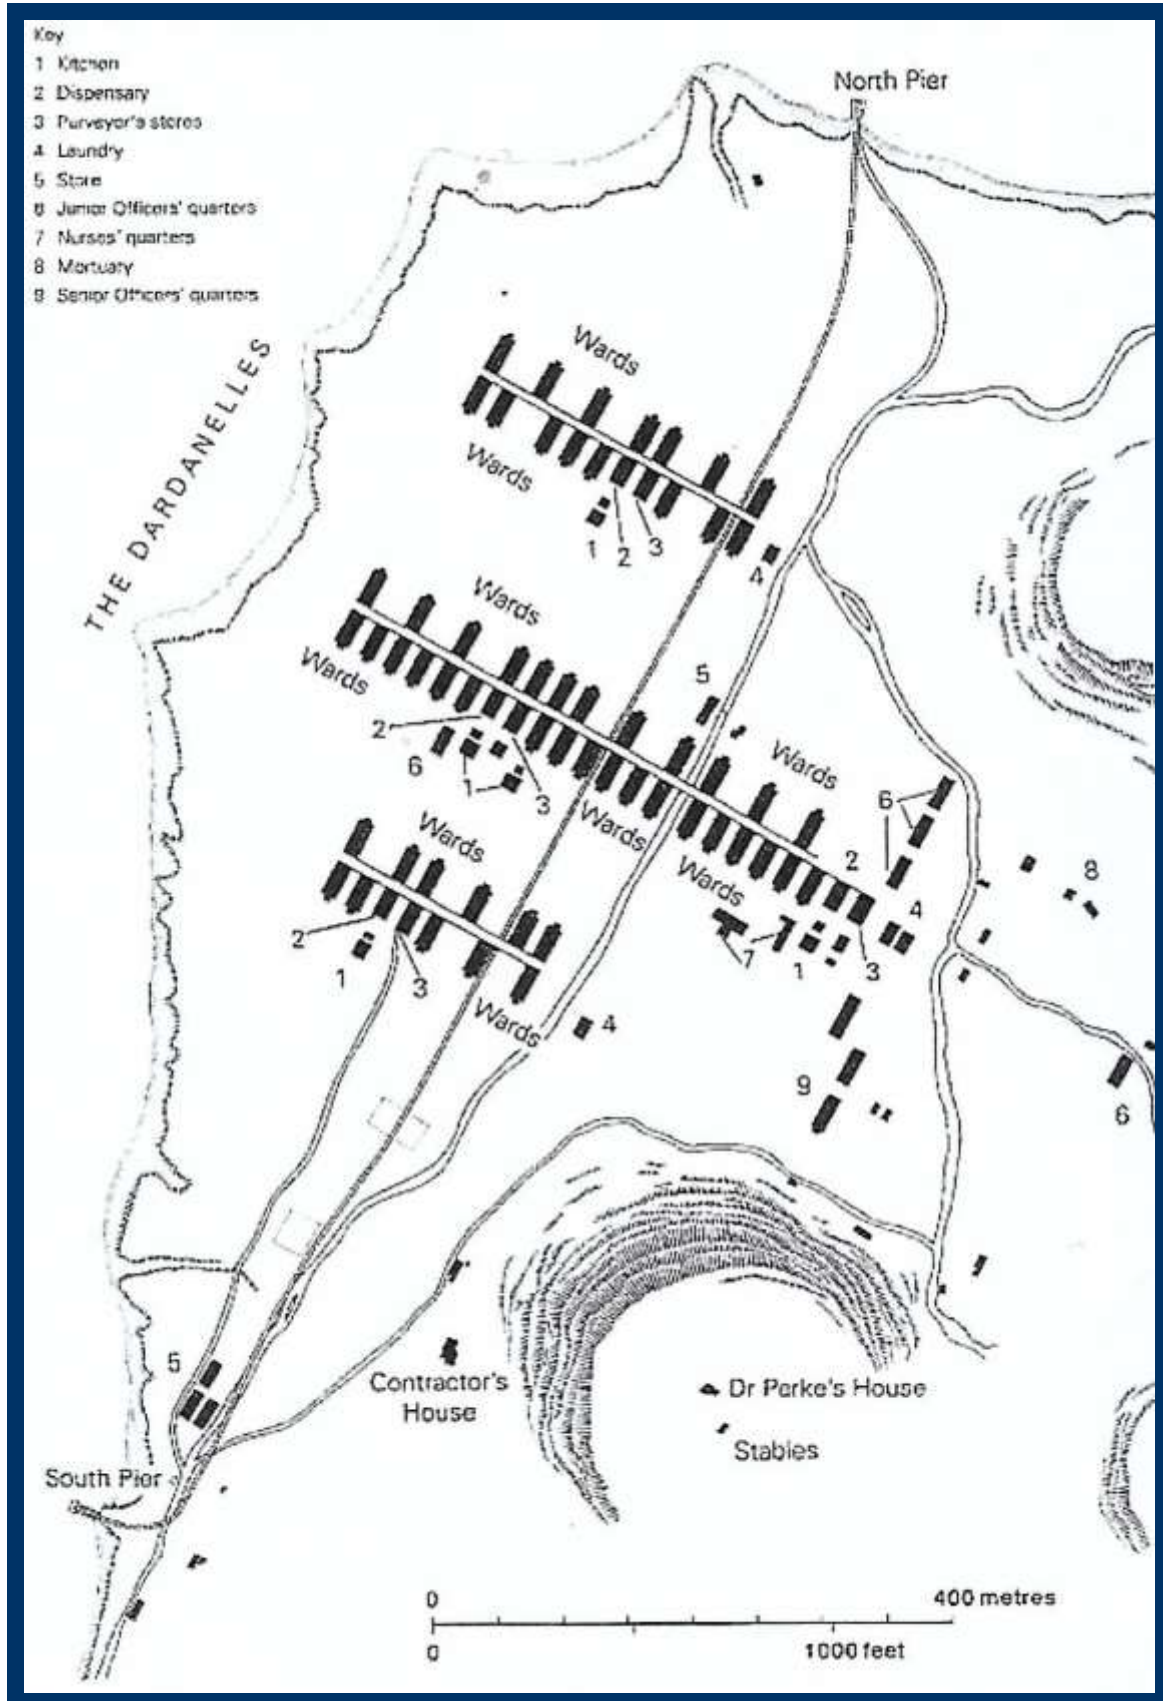 Key
1 Kitchen
2 Dispensary
3 Purveyor's stores
4 Laundry
5 Store
6 Junior Officers' quarters
7 Nurses' quarters
8 Mortuary
9 Senior Officers' quarters
North Pier
THE DARDANELLES
Wards
Wards
1
2
3
4
Wards
Wards
5
2
6
1
3
Wards
Wards
6
Wards
2
8
Wards
4
2
7
1
3
1
3
Wards
4
9
6
5
Contractor's
House
Dr Parke's House
Stables
South Pier
0
400 metres
0
1000 feet